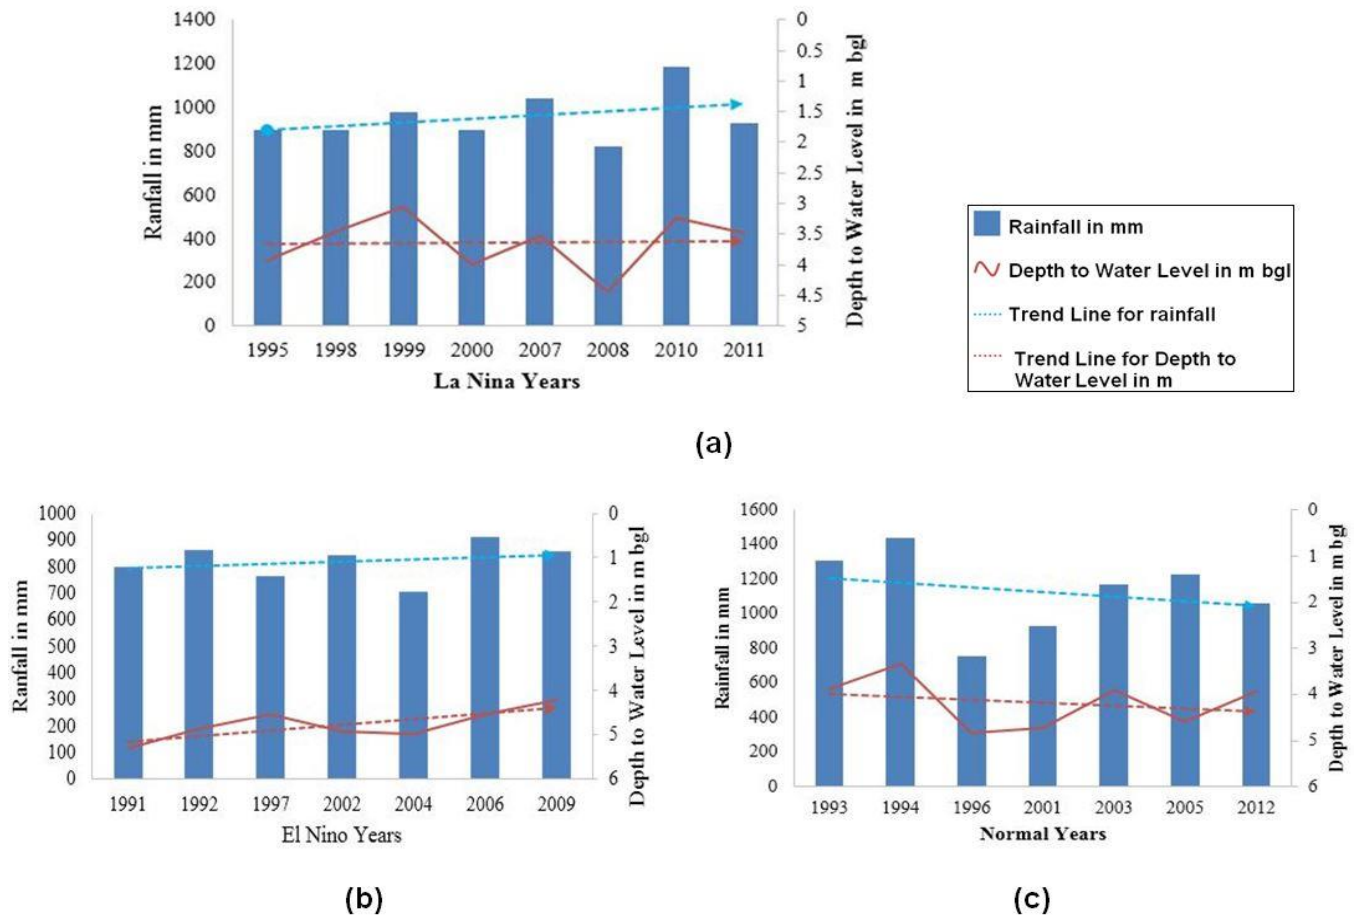 (a)
Ranfall in mm
1400
1200
1000
800
600
400
200
0
0
0.5
1
1.5
2
2.5
3
3.5
4
4.5
5
Depth to Water Level in m bgl
1995 1998 1999 2000 2007 2008 2010 2011
La Nina Years
Rainfall in mm
Depth to Water Level in m bgl
Trend Line for rainfall
Trend Line for Depth to
Water Level in m
(a)
Ranfall in mm
1000
900
800
700
600
500
400
300
200
100
0
0
1
2
3
4
5
6
Depth to Water Level in m bgl
1991 1992 1997 2002 2004 2006 2009
El Nino Years
(b)
Rainfall in mm
1600
1400
1200
1000
800
600
400
200
0
0
1
2
3
4
5
6
Depth to Water Level in m bgl
1993 1994 1996 2001 2003 2005 2012
Normal Years
(c)